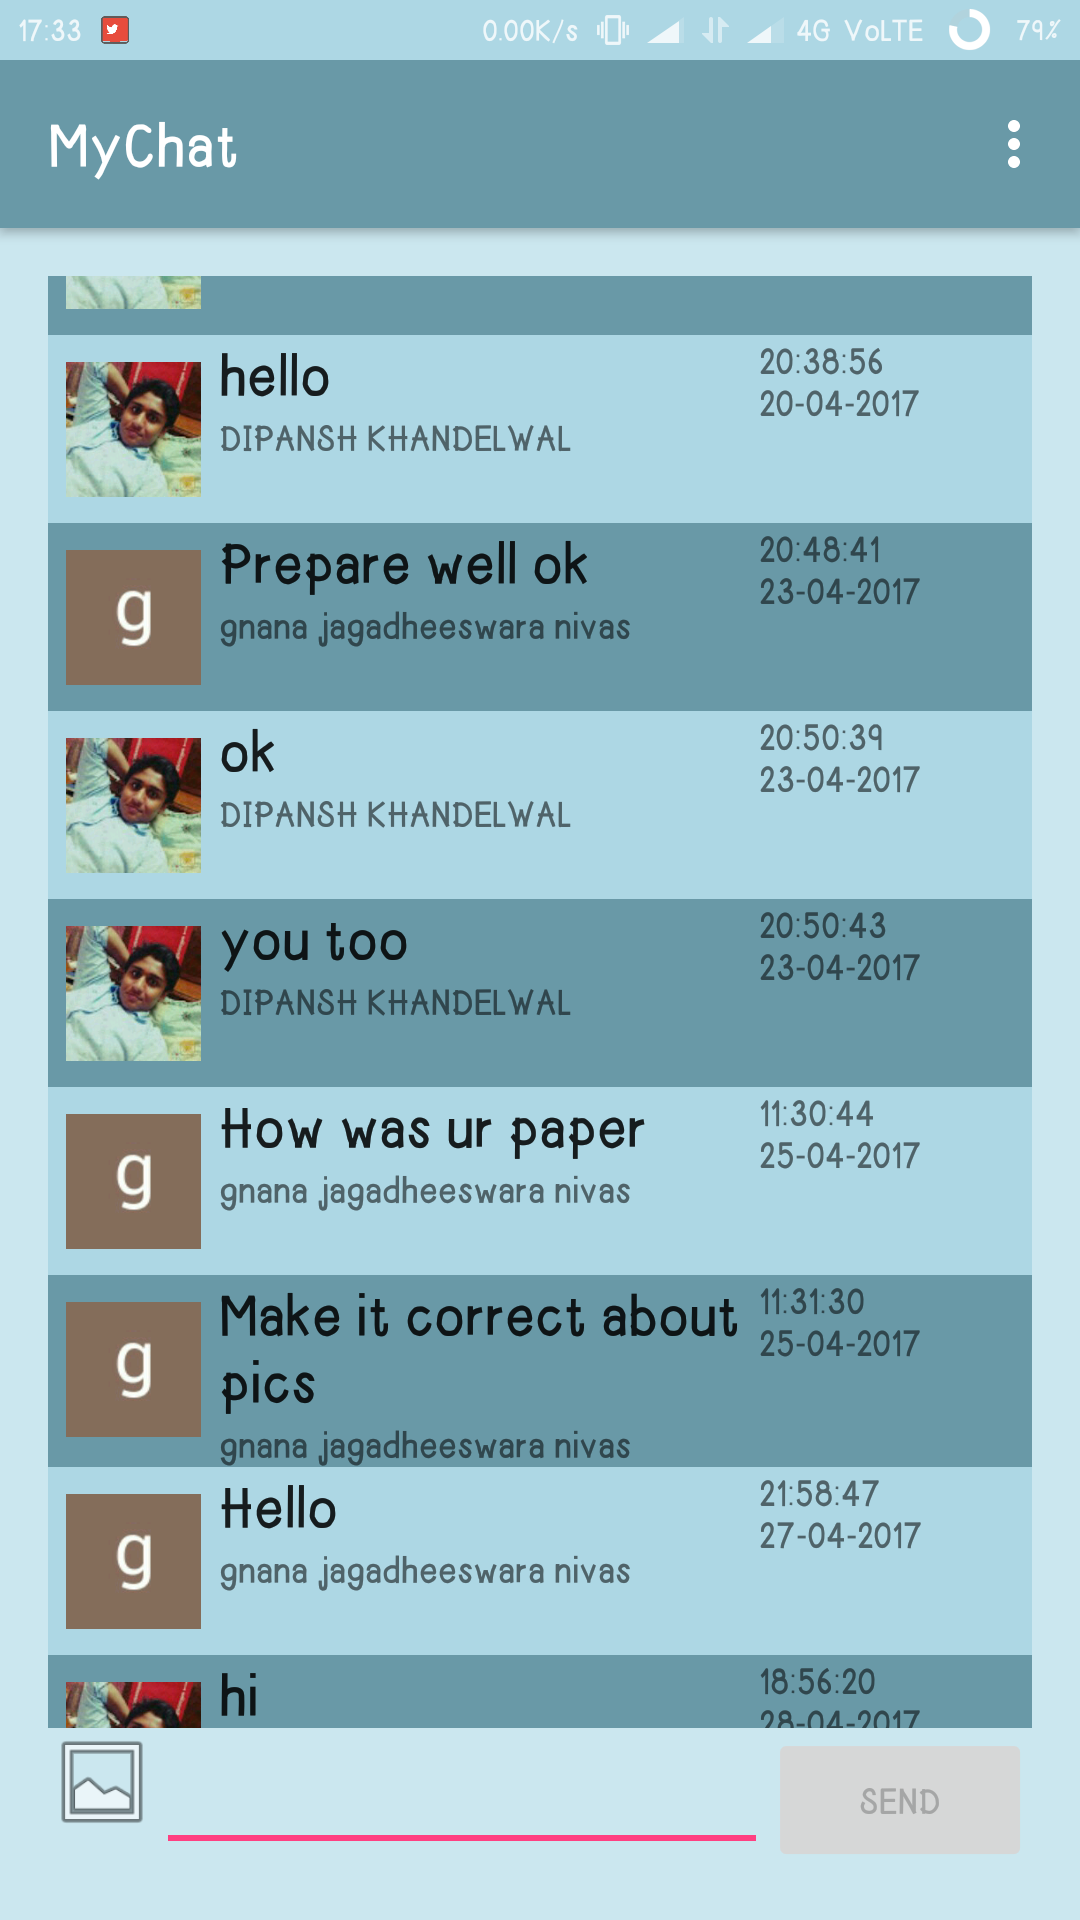 17:33 0.00K/s 4G VoLTE 79%
MyChat
hello 20:38:56
DIPANSH KHANDELWAL 20-04-2017
Prepare well ok 20:48:41
gnana jagadheeswara nivas 23-04-2017
ok 20:50:39
DIPANSH KHANDELWAL 23-04-2017
you too 20:50:43
DIPANSH KHANDELWAL 23-04-2017
g How was ur paper 11:30:44
gnana jagadheeswara nivas 25-04-2017
Make it correct about 11:31:30
pics 25-04-2017
g
gnana jagadheeswara nivas
Hello 21:58:47
g gnana jagadheeswara nivas 27-04-2017
hi 18:56:20
28-04-2017
SEND